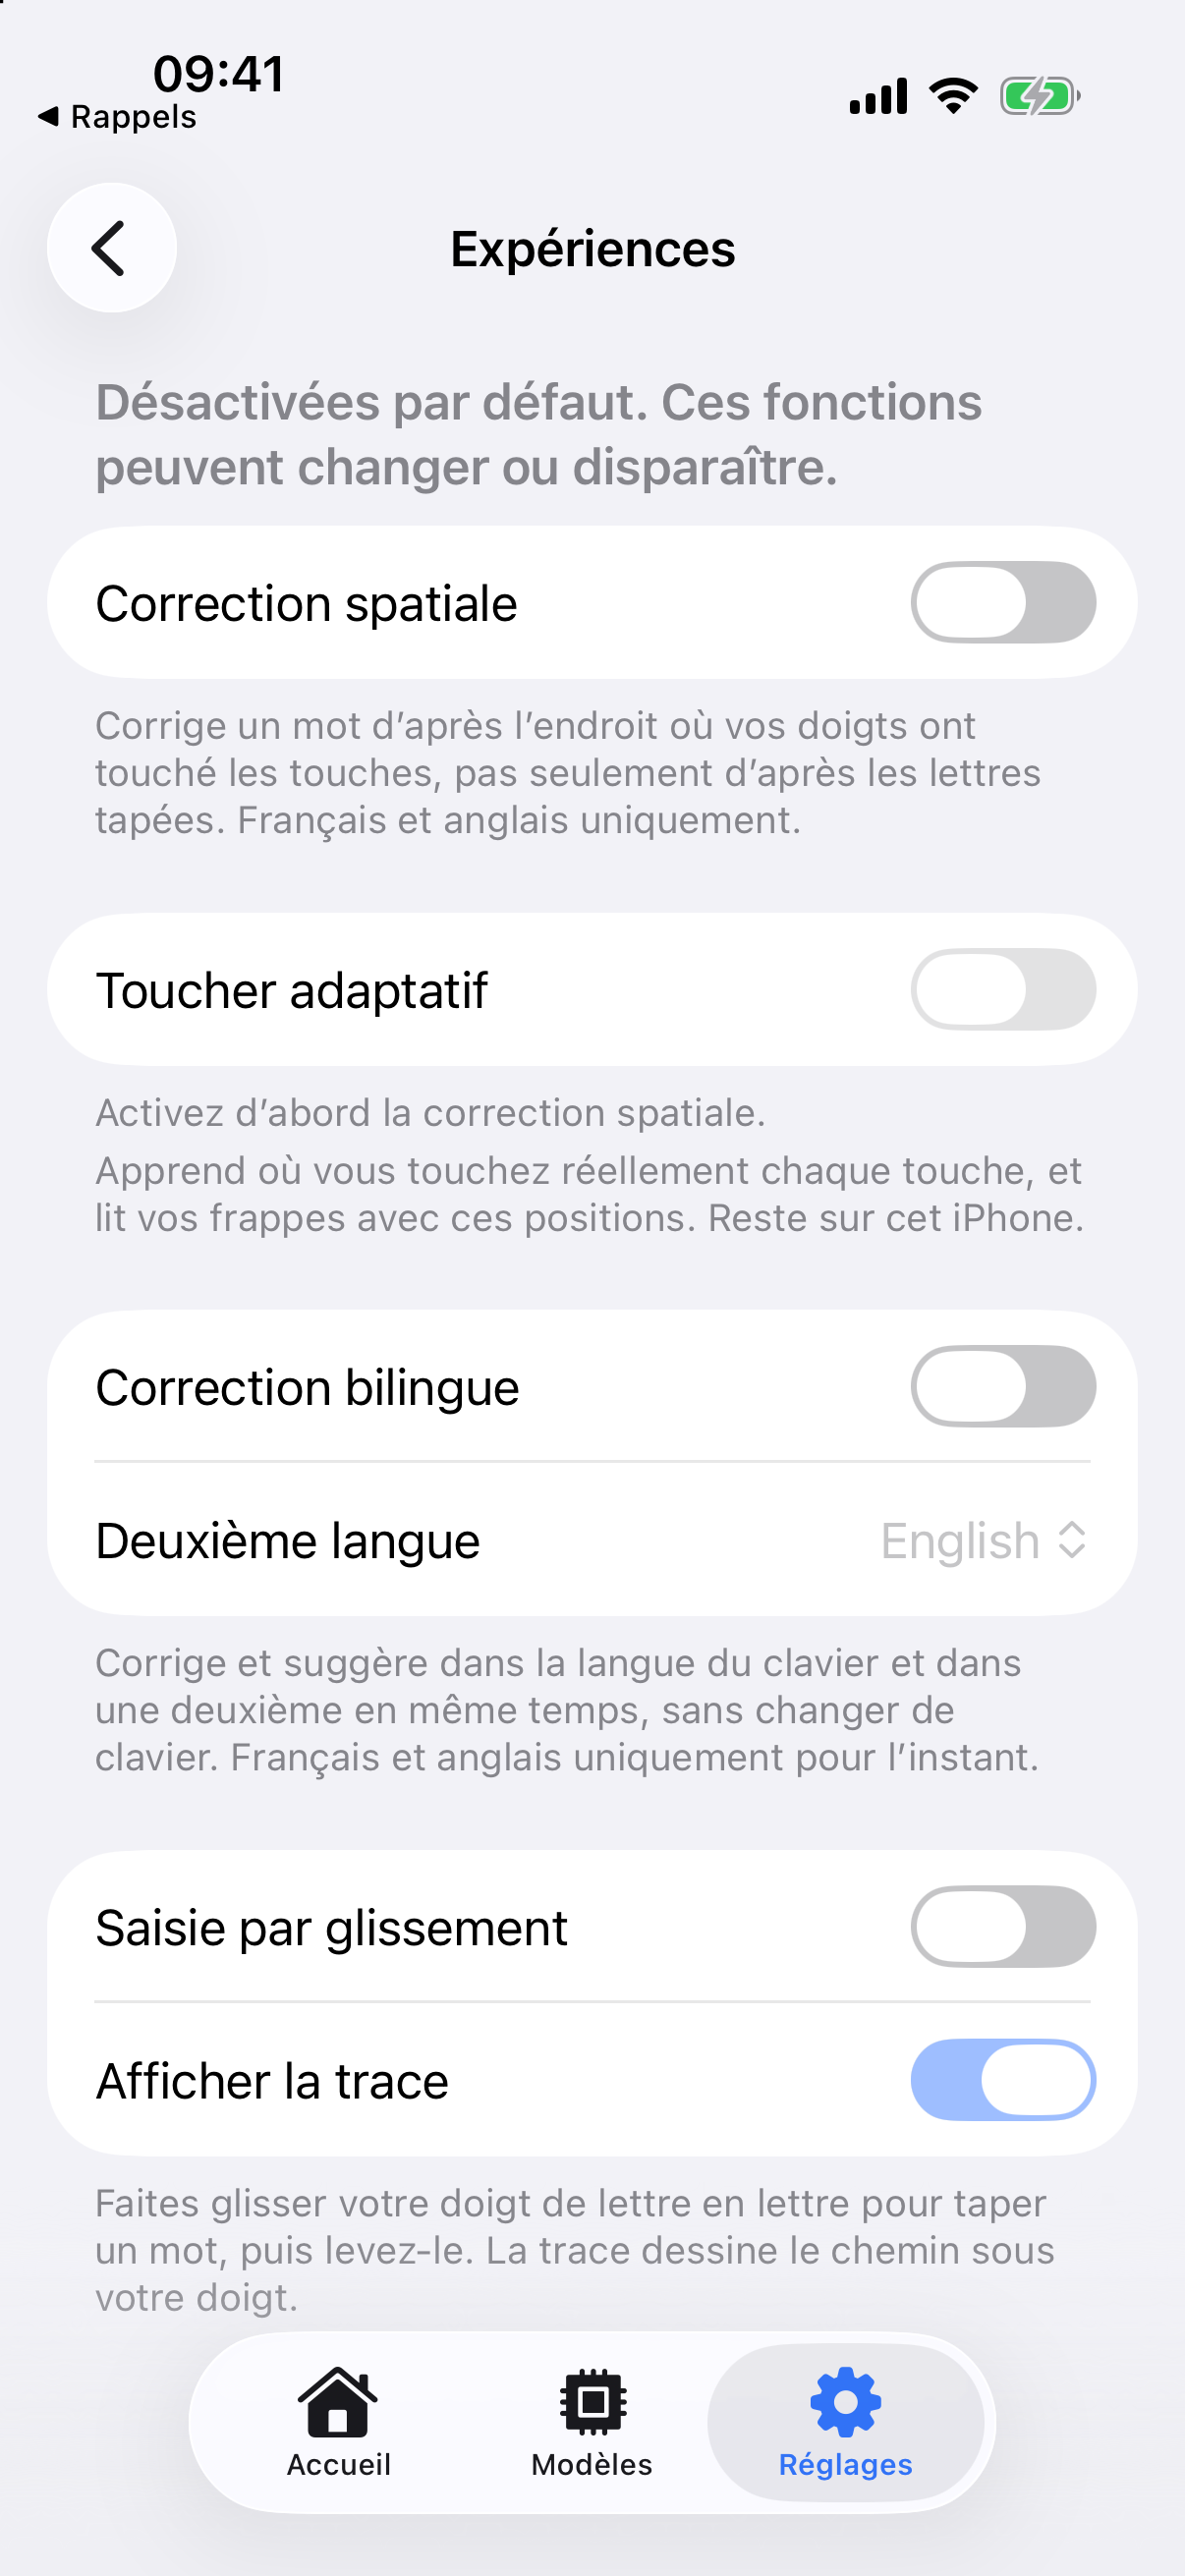 09:41
◀ Rappels
Expériences
Désactivées par défaut. Ces fonctions
peuvent changer ou disparaître.
Correction spatiale
Corrige un mot d’après l’endroit où vos doigts ont
touché les touches, pas seulement d’après les lettres
tapées. Français et anglais uniquement.
Toucher adaptatif
Activez d’abord la correction spatiale.
Apprend où vous touchez réellement chaque touche, et
lit vos frappes avec ces positions. Reste sur cet iPhone.
Correction bilingue
Deuxième langue English
Corrige et suggère dans la langue du clavier et dans
une deuxième en même temps, sans changer de
clavier. Français et anglais uniquement pour l’instant.
Saisie par glissement
Afficher la trace
Faites glisser votre doigt de lettre en lettre pour taper
un mot, puis levez-le. La trace dessine le chemin sous
votre doigt.
Accueil Modèles Réglages